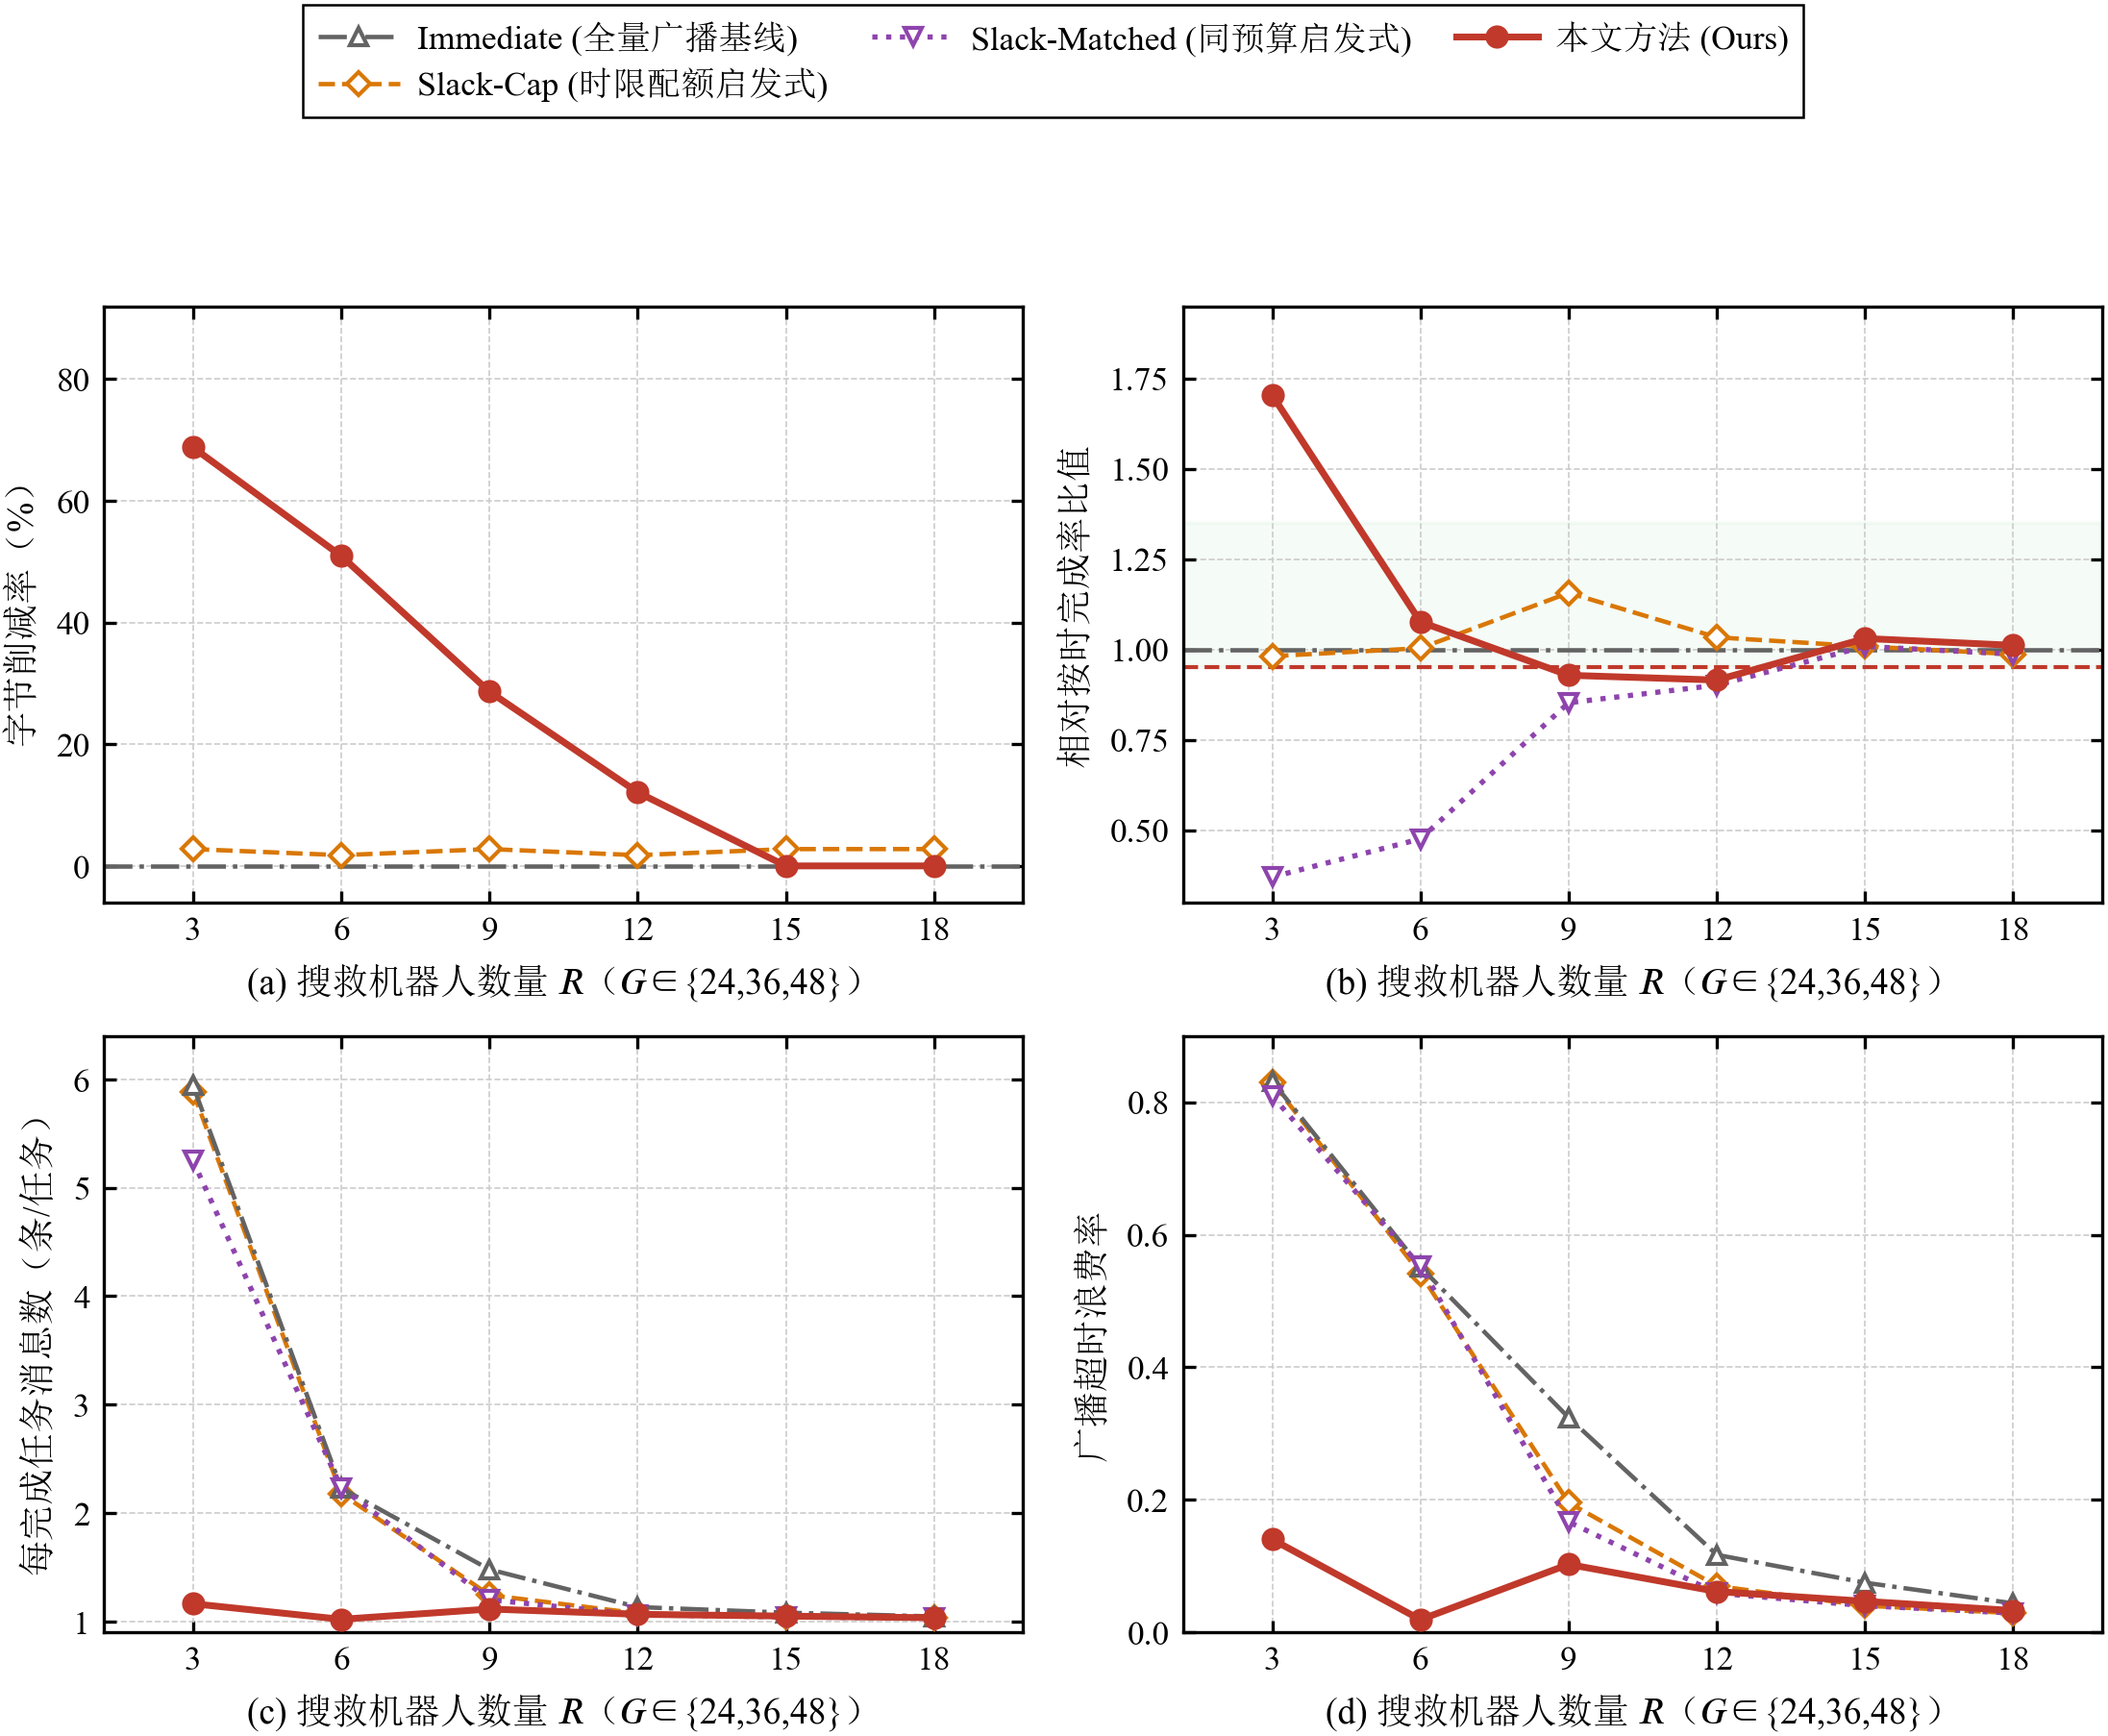 Immediate (全量广播基线)
Slack-Matched (同预算启发式)
本文方法 (Ours)
Slack-Cap (时限配额启发式)
字节削减率（%）
80
60
40
20
0
3 6 9 12 15 18
(a) 搜救机器人数量 R（G∈{24,36,48}）
相对按时完成率比值
1.75
1.50
1.25
1.00
0.75
0.50
3 6 9 12 15 18
(b) 搜救机器人数量 R（G∈{24,36,48}）
每完成任务消息数（条/任务）
6
5
4
3
2
1
3 6 9 12 15 18
(c) 搜救机器人数量 R（G∈{24,36,48}）
广播超时浪费率
0.8
0.6
0.4
0.2
0.0
3 6 9 12 15 18
(d) 搜救机器人数量 R（G∈{24,36,48}）